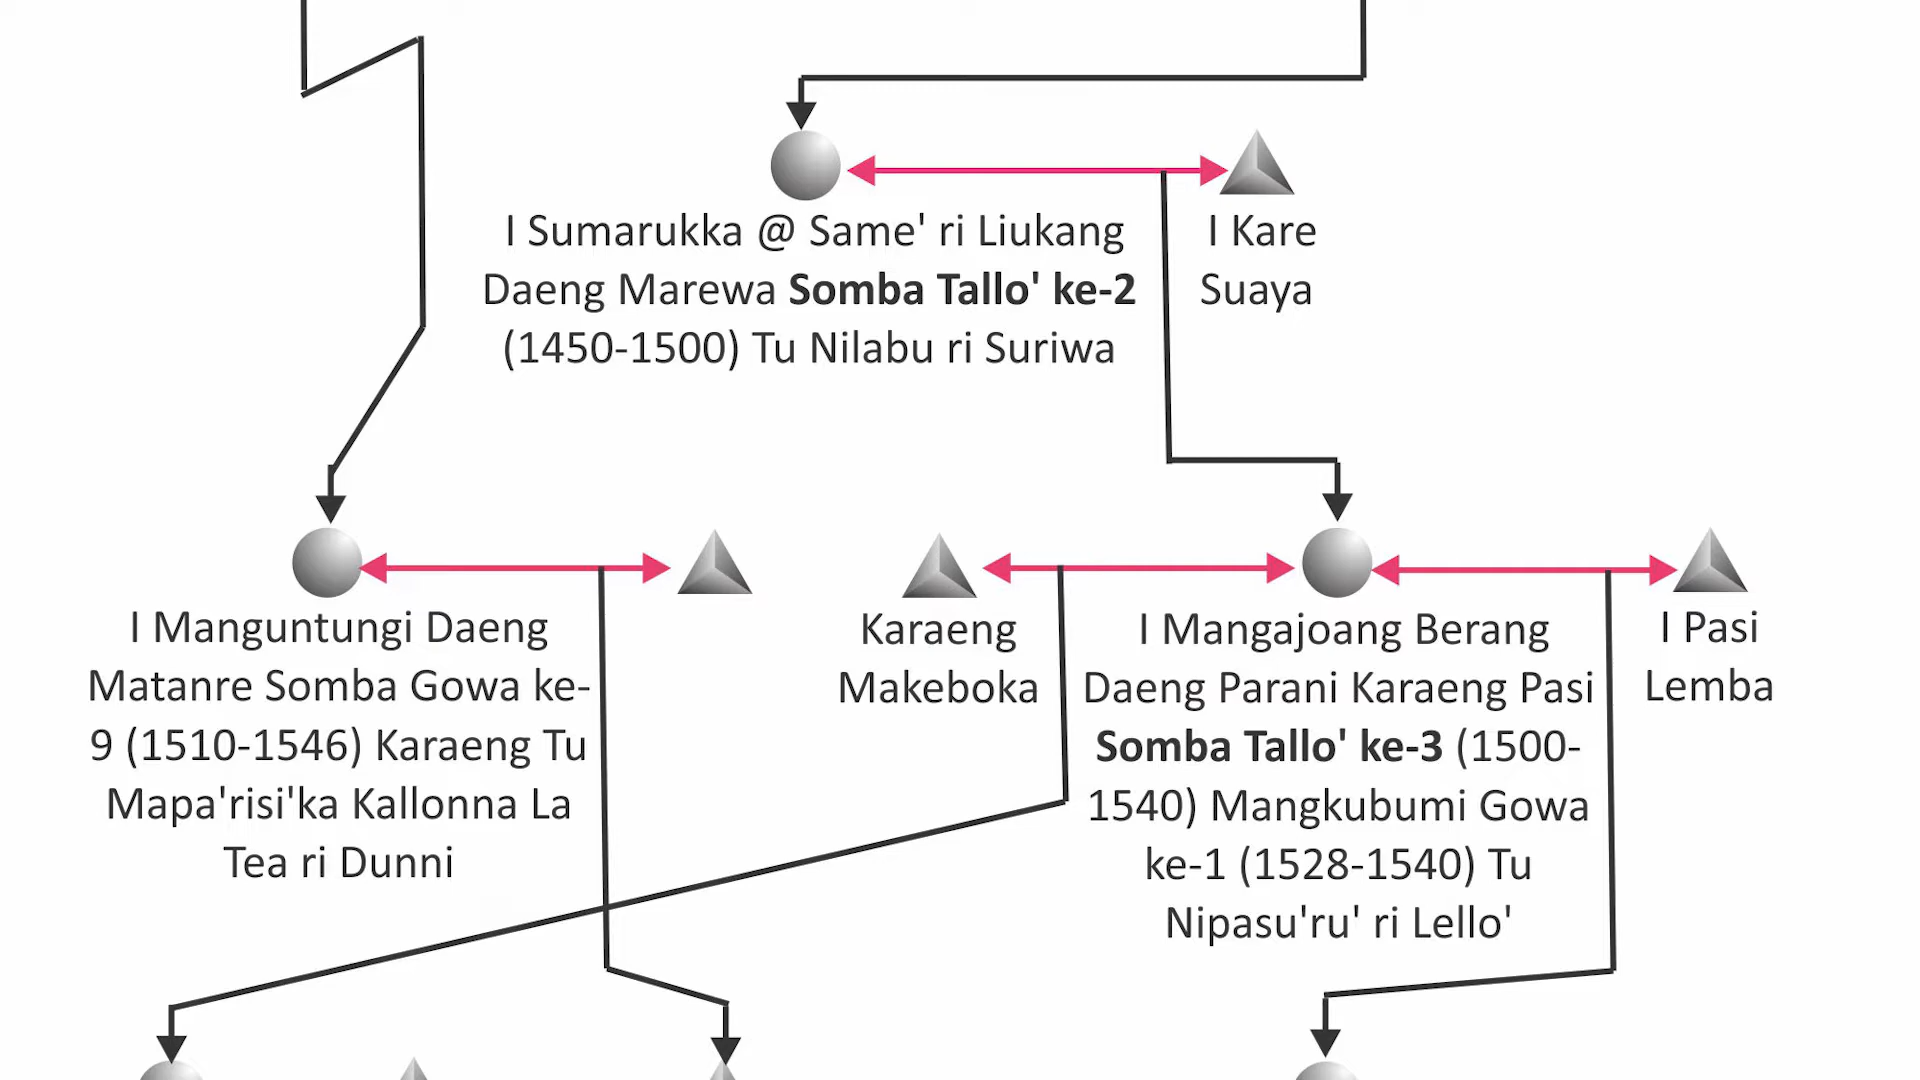 I Sumarukka @ Same' ri Liukang
Daeng Marewa Somba Tallo' ke-2
(1450-1500) Tu Nilabu ri Suriwa
I Kare
Suaya
I Manguntungi Daeng
Matanre Somba Gowa ke-
9 (1510-1546) Karaeng Tu
Mapa'risi'ka Kallonna La
Tea ri Dunni
Karaeng
Makeboka
I Mangajoang Berang
Daeng Parani Karaeng Pasi
Somba Tallo' ke-3 (1500-
1540) Mangkubumi Gowa
ke-1 (1528-1540) Tu
Nipasu'ru' ri Lello'
I Pasi
Lemba